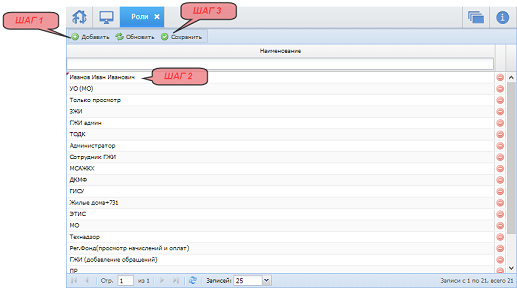 ШАГ 1
ШАГ 3
Роли
Добавить Обновить Сохранить
Наименование
Иванов Иван Иванович
ШАГ 2
УО (МО)
Только просмотр
ЗЖИ
ГЖИ админ
ТОДК
Администратор
Сотрудник ГЖИ
МСАЖКХ
ДКМФ
ГИСУ
Жилые дома+731
ЭТИС
МО
Технадзор
Рег.Фонд(просмотр начислений и оплат)
ГЖИ (добавление обращений)
ПР
Стр. 1 из 1 Записей: 25 Записи с 1 по 21, всего 21